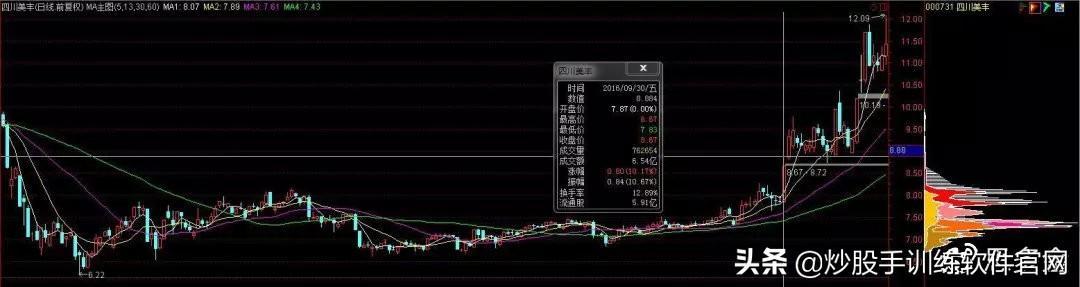 四川美丰(日线.前复权) MA主图(5,13,30,60) MA1: 8.07 MA2: 7.89 MA3: 7.61 MA4: 7.43
000731 四川美丰
12.09
12.00
11.00
10.00
9.50
9.00
8.88
8.50
8.00
7.50
7.00
10.19
8.67 - 8.72
6.22
四川美丰
时间 2016/09/30/五
数值 8.884
开盘价 7.87(0.00%)
最高价 8.67
最低价 7.83
收盘价 8.67
成交量 762654
成交额 6.54亿
涨幅 0.80(10.17%)
振幅 0.84(10.67%)
换手率 12.89%
流通股 5.91亿
头条 @炒股手训练软件官网